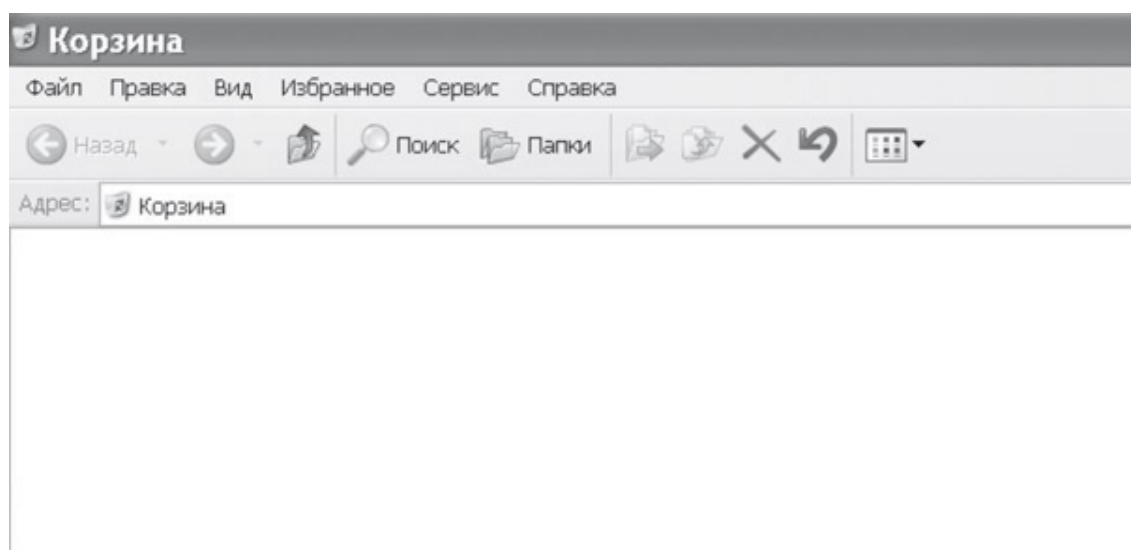 Корзина
Файл Правка Вид Избранное Сервис Справка
Назад Поиск Папки
Адрес: Корзина